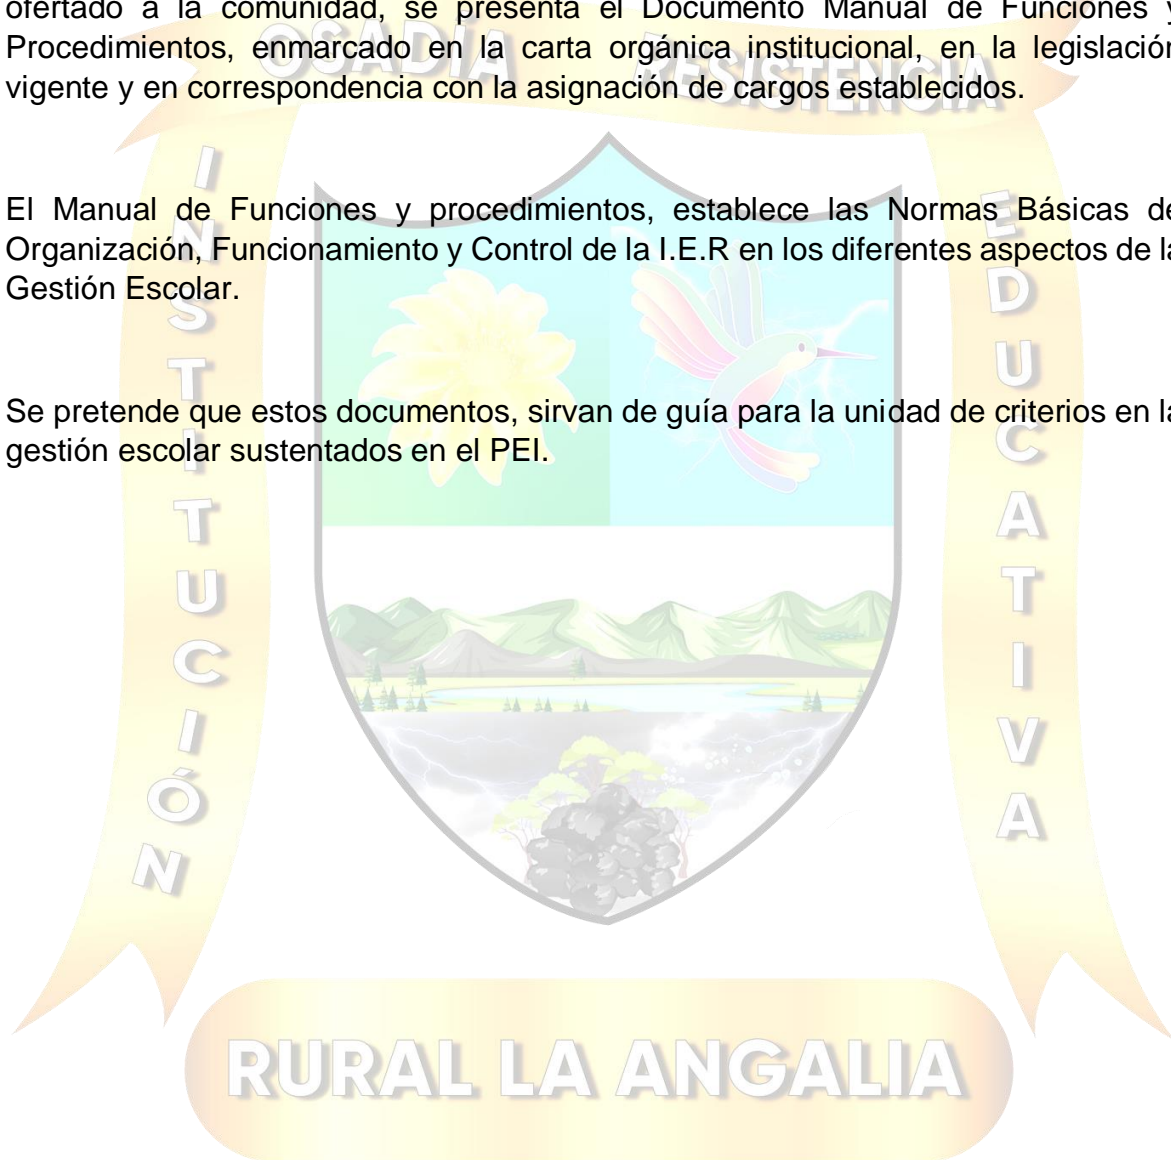 ofertado a la comunidad, se presenta el Documento Manual de Funciones y
Procedimientos, enmarcado en la carta orgánica institucional, en la legislación
vigente y en correspondencia con la asignación de cargos establecidos.
OSADÍA RESISTENCIA
El Manual de Funciones y procedimientos, establece las Normas Básicas de
Organización, Funcionamiento y Control de la I.E.R en los diferentes aspectos de la
Gestión Escolar.
Se pretende que estos documentos, sirvan de guía para la unidad de criterios en la
gestión escolar sustentados en el PEI.
INSTITUCIÓN
EDUCATIVA
RURAL LA ANGALIA